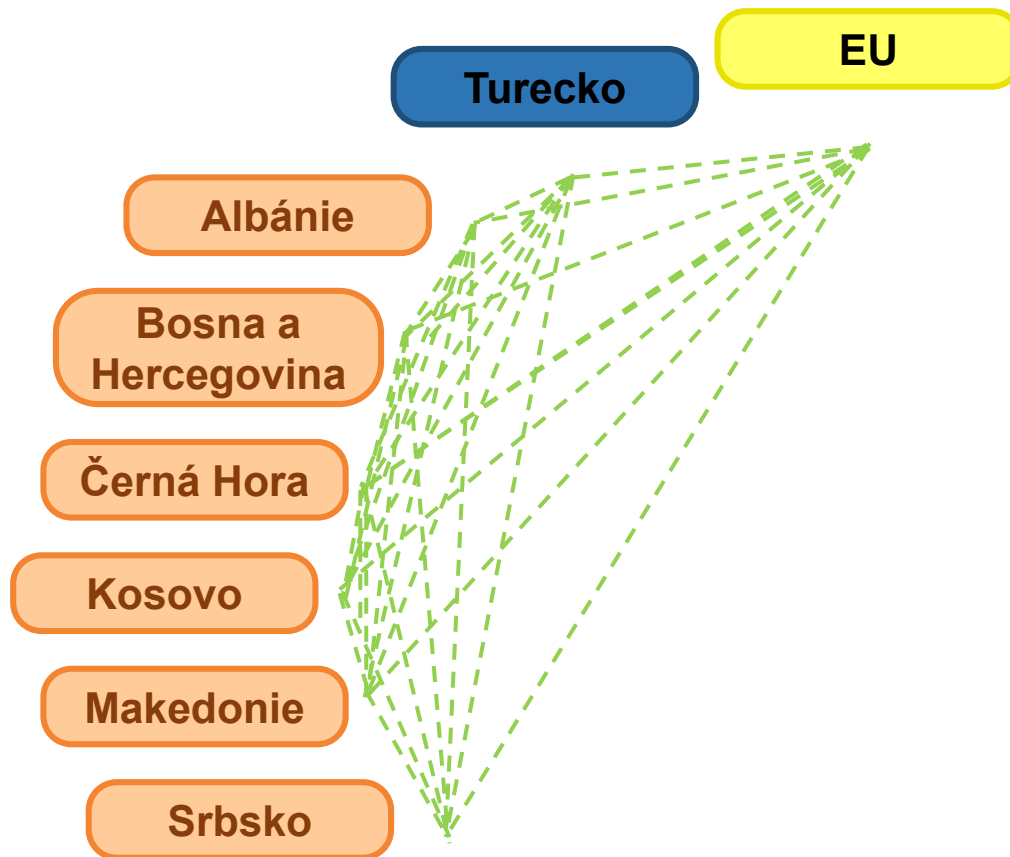 EU
Turecko
Albánie
Bosna a
Hercegovina
Černá Hora
Kosovo
Makedonie
Srbsko